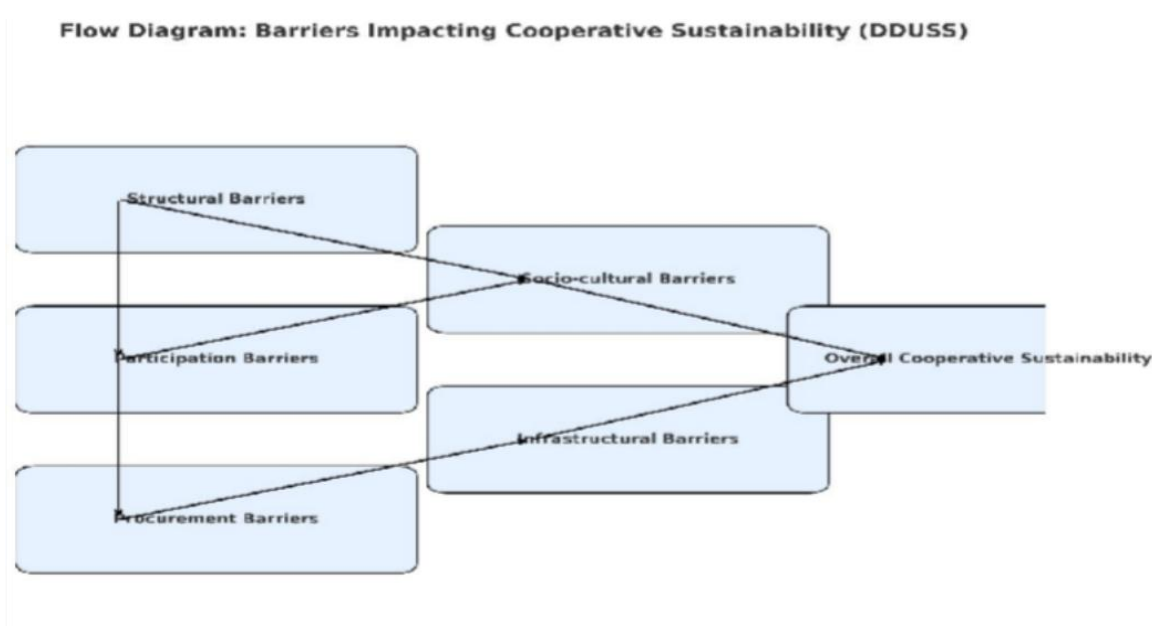 Flow Diagram: Barriers Impacting Cooperative Sustainability (DDUSS)
Structural Barriers
Socio-cultural Barriers
Participation Barriers
Overall Cooperative Sustainability
Infrastructural Barriers
Procurement Barriers